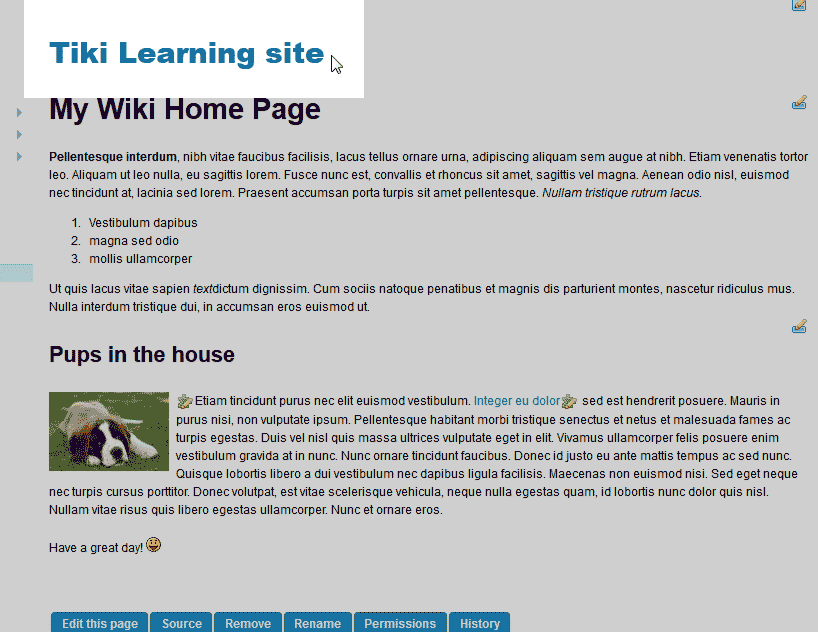 Tiki Learning site
My Wiki Home Page
Pellentesque interdum, nibh vitae faucibus facilisis, lacus tellus ornare urna, adipiscing aliquam sem augue at nibh. Etiam venenatis tortor
leo. Aliquam ut leo nulla, eu sagittis lorem. Fusce nunc est, convallis et rhoncus sit amet, sagittis vel magna. Aenean odio nisl, euismod
nec tincidunt at, lacinia sed lorem. Praesent accumsan porta turpis sit amet pellentesque. Nullam tristique rutrum lacus.
1. Vestibulum dapibus
2. magna sed odio
3. mollis ullamcorper
Ut quis lacus vitae sapien textdictum dignissim. Cum sociis natoque penatibus et magnis dis parturient montes, nascetur ridiculus mus.
Nulla interdum tristique dui, in accumsan eros euismod ut.
Pups in the house
Etiam tincidunt purus nec elit euismod vestibulum. Integer eu dolor sed est hendrerit posuere. Mauris in
purus nisi, non vulputate ipsum. Pellentesque habitant morbi tristique senectus et netus et malesuada fames ac
turpis egestas. Duis vel nisl quis massa ultrices vulputate eget in elit. Vivamus ullamcorper felis posuere enim
vestibulum gravida at in nunc. Nunc ornare tincidunt faucibus. Donec id justo eu ante mattis tempus ac sed nunc.
Quisque lobortis libero a dui vestibulum nec dapibus ligula facilisis. Maecenas non euismod nisi. Sed eget neque
nec turpis cursus porttitor. Donec volutpat, est vitae scelerisque vehicula, neque nulla egestas quam, id lobortis nunc dolor quis nisl.
Nullam vitae risus quis libero egestas ullamcorper. Nunc et ornare eros.
Have a great day!
Edit this page Source Remove Rename Permissions History